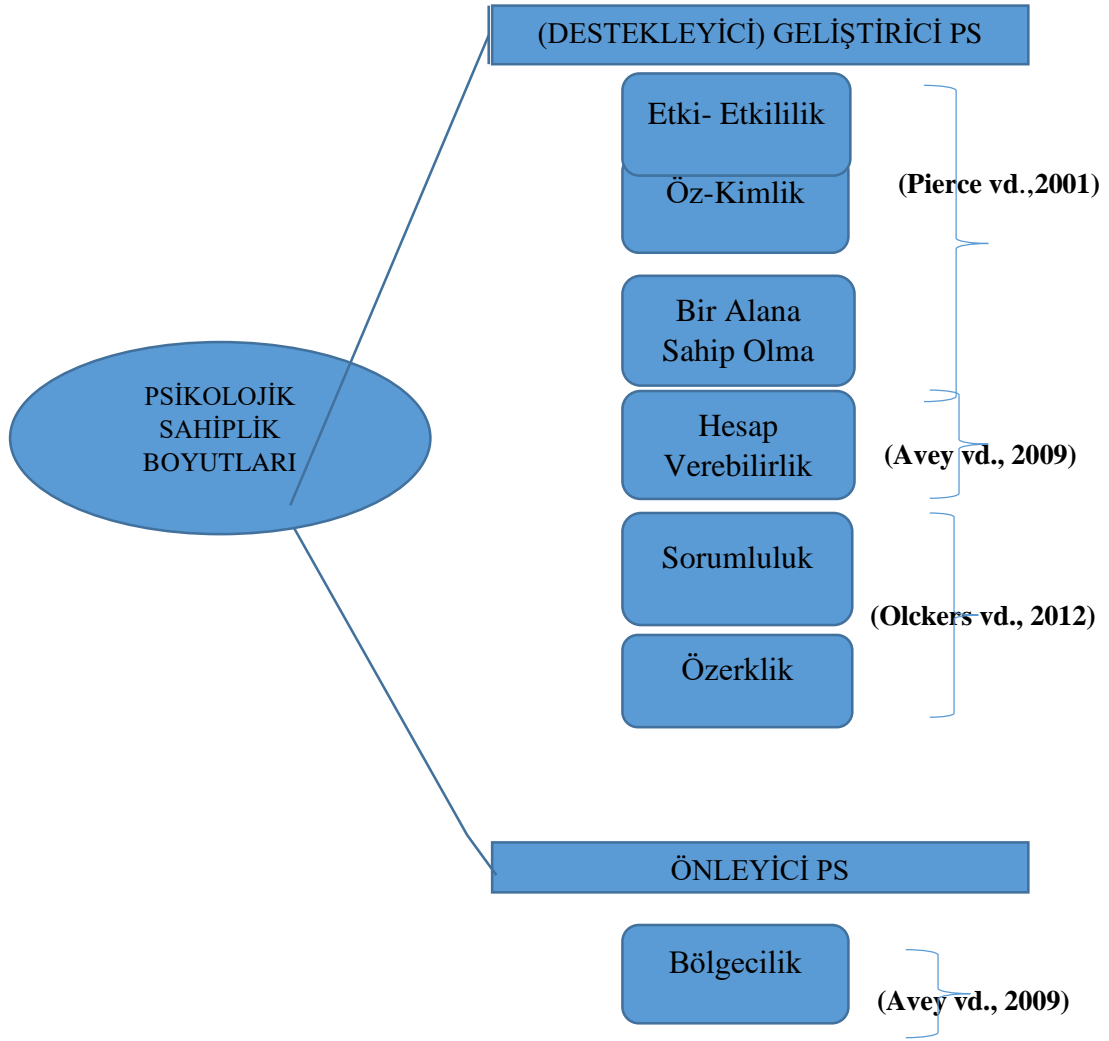 (DESTEKLEYİCİ) GELİŞTİRİCİ PS
Etki- Etkililik
Öz-Kimlik
(Pierce vd.,2001)
Bir Alana
Sahip Olma
PSİKOLOJİK
SAHİPLİK
BOYUTLARI
Hesap
Verebilirlik
(Avey vd., 2009)
Sorumluluk
(Olckers vd., 2012)
Özerklik
ÖNLEYİCİ PS
Bölgecilik
(Avey vd., 2009)